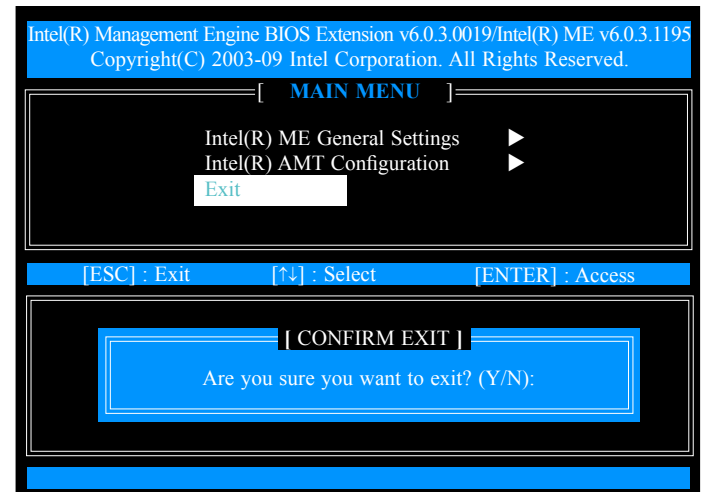 Intel(R) Management Engine BIOS Extension v6.0.3.0019/Intel(R) ME v6.0.3.1195
Copyright(C) 2003-09 Intel Corporation. All Rights Reserved.
[ MAIN MENU ]
Intel(R) ME General Settings ▶
Intel(R) AMT Configuration ▶
Exit
[ESC] : Exit [↑↓] : Select [ENTER] : Access
[ CONFIRM EXIT ]
Are you sure you want to exit? (Y/N):